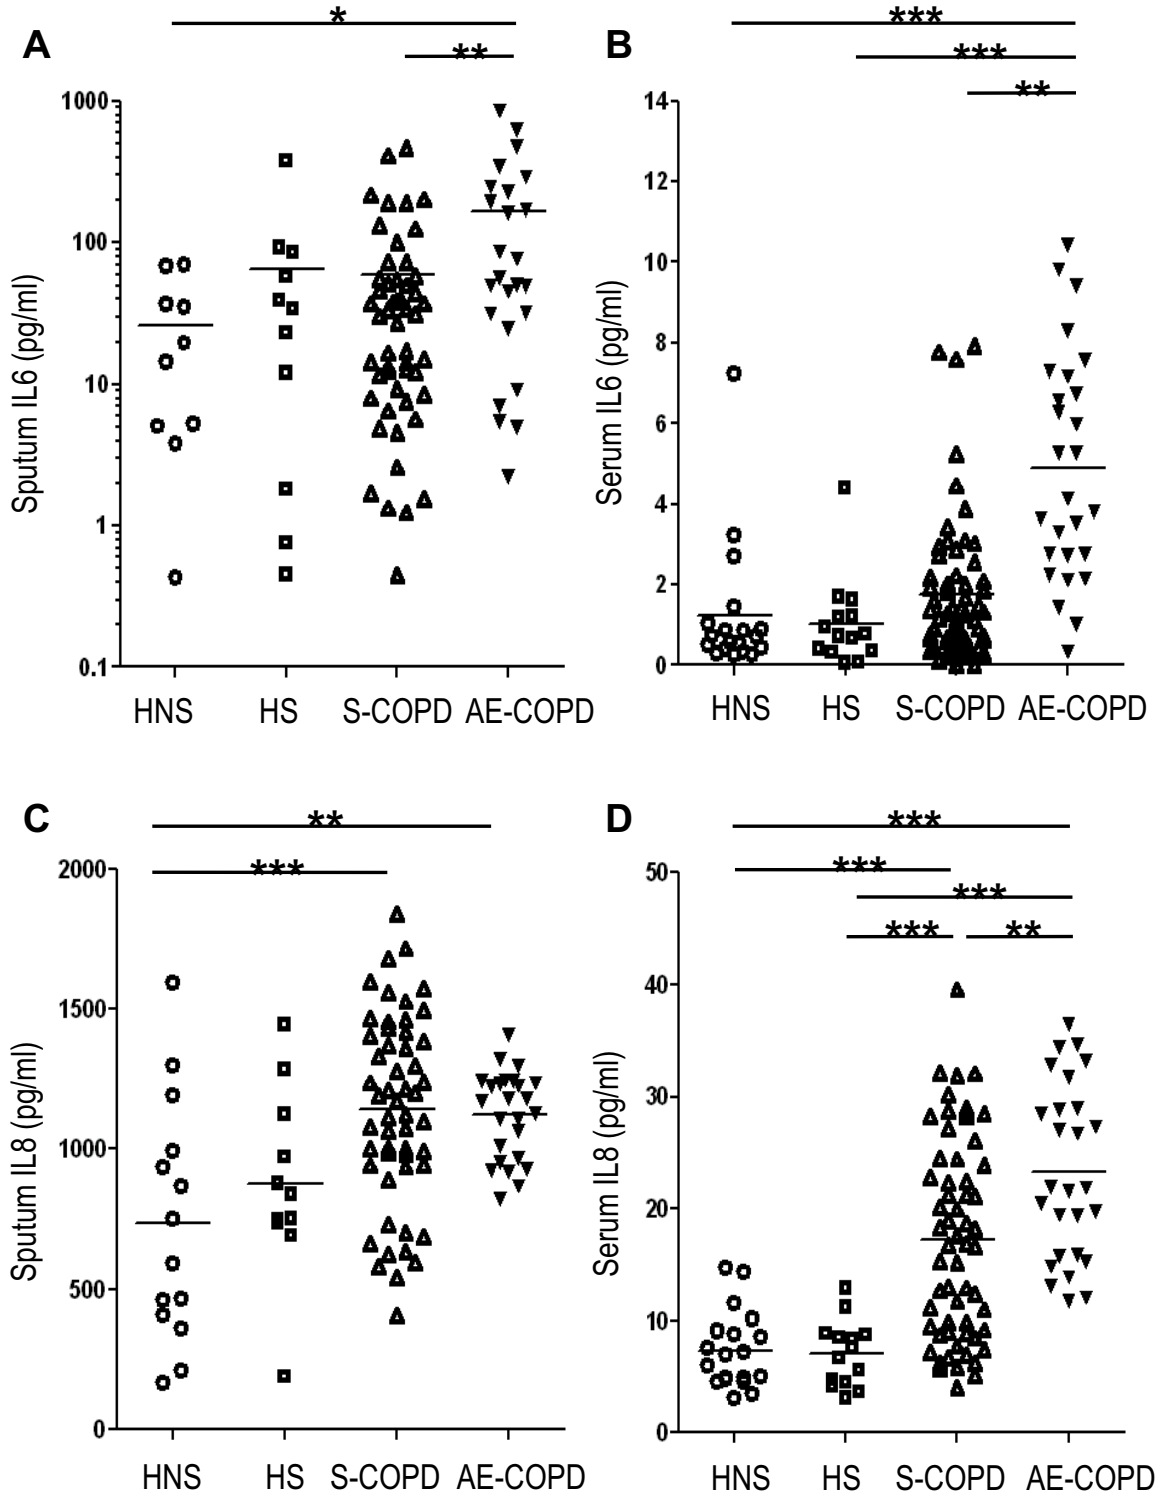 *
A
**
1000
100
10
1
0.1
Sputum IL6 (pg/ml)
HNS HS S-COPD AE-COPD
***
B
***
**
14
12
10
8
6
4
2
0
Serum IL6 (pg/ml)
HNS HS S-COPD AE-COPD
C
**
***
2000
1500
1000
500
0
Sputum IL8 (pg/ml)
HNS HS S-COPD AE-COPD
D
***
***
***
*** **
50
40
30
20
10
0
Serum IL8 (pg/ml)
HNS HS S-COPD AE-COPD